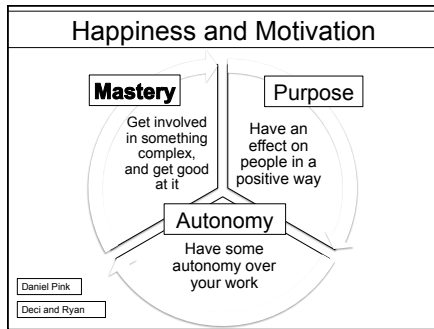 Happiness and Motivation
Mastery
Get involved
in something
complex,
and get good
at it
Purpose
Have an
effect on
people in a
positive way
Autonomy
Have some
autonomy over
your work
Daniel Pink
Deci and Ryan